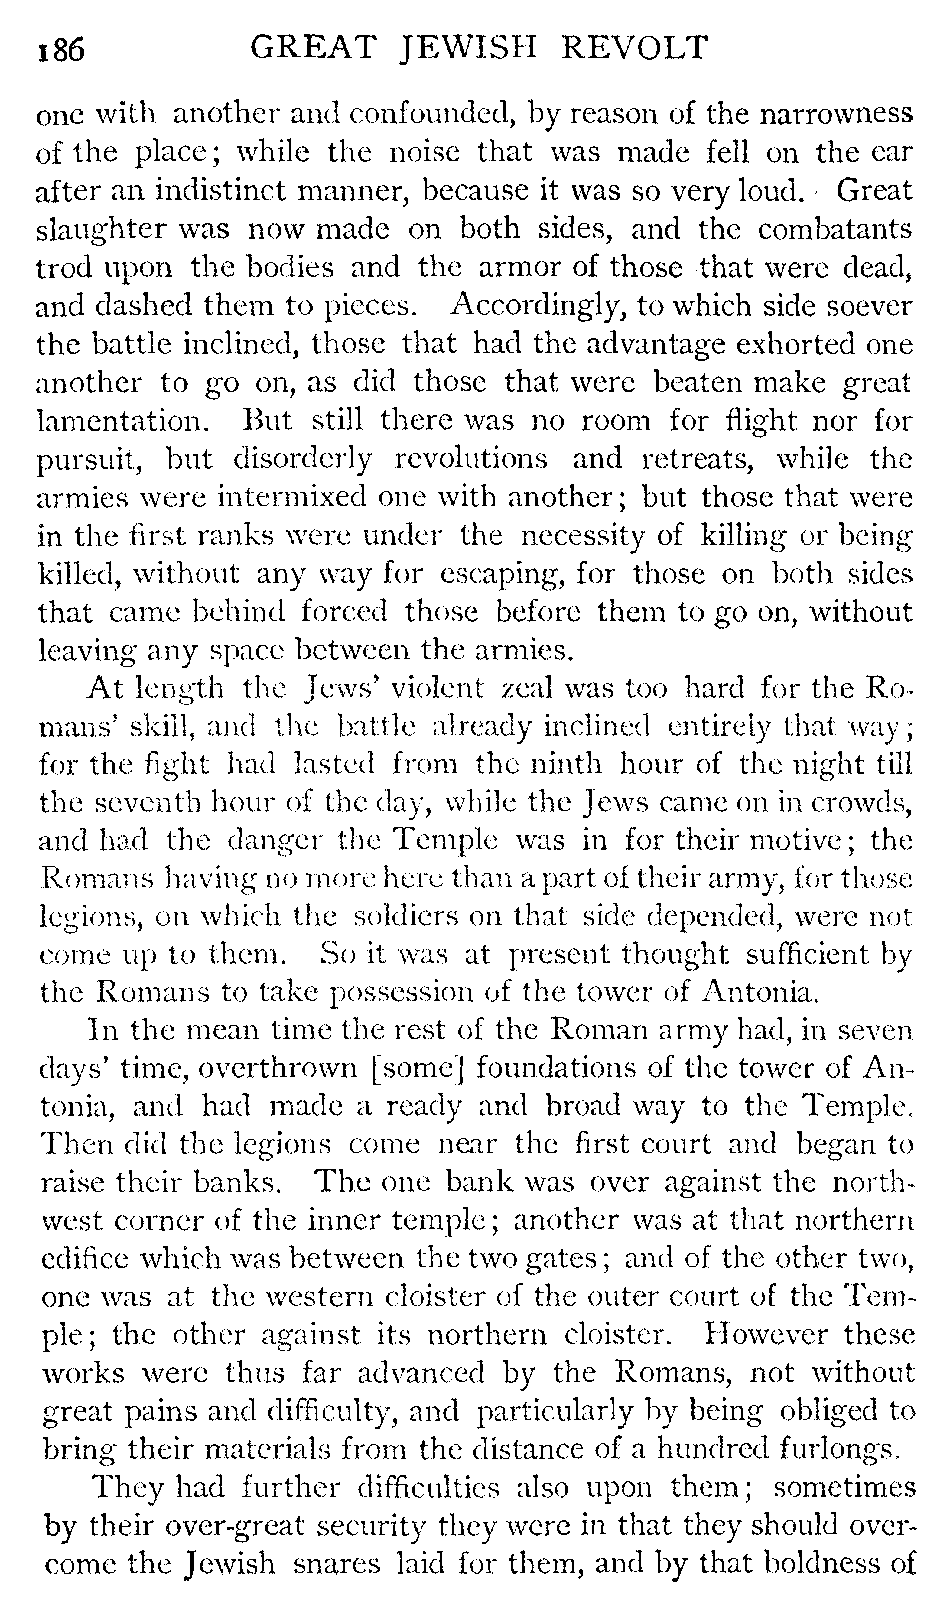 186 GREAT JEWISH REVOLT
one with another and confounded, by reason of the narrowness
of the place; while the noise that was made fell on the ear
after an indistinct manner, because it was so very loud. Great
slaughter was now made on both sides, and the combatants
trod upon the bodies and the armor of those that were dead,
and dashed them to pieces. Accordingly, to which side soever
the battle inclined, those that had the advantage exhorted one
another to go on, as did those that were beaten make great
lamentation. But still there was no room for flight nor for
pursuit, but disorderly revolutions and retreats, while the
armies were intermixed one with another; but those that were
in the first ranks were under the necessity of killing or being
killed, without any way for escaping, for those on both sides
that came behind forced those before them to go on, without
leaving any space between the armies.
At length the Jews' violent zeal was too hard for the Ro-
mans' skill, and the battle already inclined entirely that way;
for the fight had lasted from the ninth hour of the night till
the seventh hour of the day, while the Jews came on in crowds,
and had the danger the Temple was in for their motive; the
Romans having no more here than a part of their army, for those
legions, on which the soldiers on that side depended, were not
come up to them. So it was at present thought sufficient by
the Romans to take possession of the tower of Antonia.
In the mean time the rest of the Roman army had, in seven
days' time, overthrown [some] foundations of the tower of An-
tonia, and had made a ready and broad way to the Temple.
Then did the legions come near the first court and began to
raise their banks. The one bank was over against the north-
west corner of the inner temple; another was at that northern
edifice which was between the two gates; and of the other two,
one was at the western cloister of the outer court of the Tem-
ple; the other against its northern cloister. However these
works were thus far advanced by the Romans, not without
great pains and difficulty, and particularly by being obliged to
bring their materials from the distance of a hundred furlongs.
They had further difficulties also upon them; sometimes
by their over-great security they were in that they should over-
come the Jewish snares laid for them, and by that boldness of